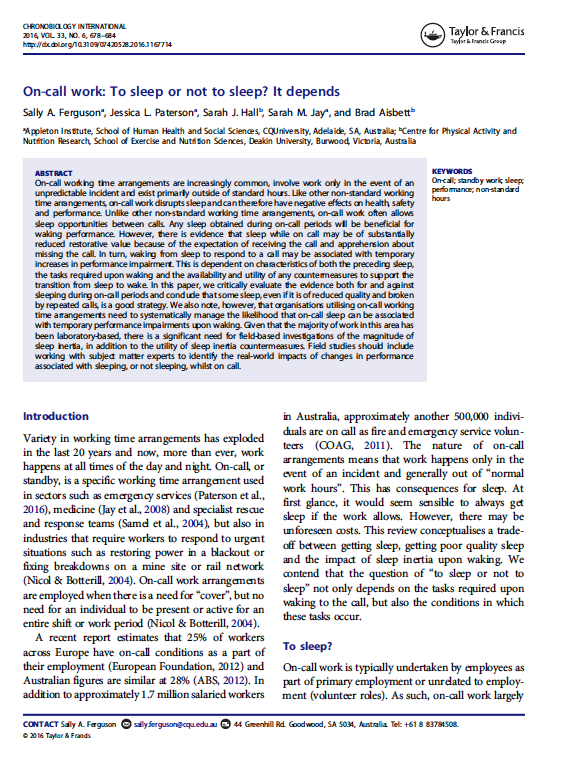 CHRONOBIOLOGY INTERNATIONAL
2016, VOL. 33, NO. 6, 678–684
http://dx.doi.org/10.3109/07420528.2016.1167714
Taylor & Francis
Taylor & Francis Group
On-call work: To sleep or not to sleep? It depends
Sally A. Fergusonᵃ, Jessica L. Patersonᵃ, Sarah J. Hallᵇ, Sarah M. Jayᵃ, and Brad Aisbettᵇ
ᵃAppleton Institute, School of Human Health and Social Sciences, CQUniversity, Adelaide, SA, Australia; ᵇCentre for Physical Activity and
Nutrition Research, School of Exercise and Nutrition Sciences, Deakin University, Burwood, Victoria, Australia
ABSTRACT
On-call working time arrangements are increasingly common, involve work only in the event of an
unpredictable incident and exist primarily outside of standard hours. Like other non-standard working
time arrangements, on-call work disrupts sleep and can therefore have negative effects on health, safety
and performance. Unlike other non-standard working time arrangements, on-call work often allows
sleep opportunities between calls. Any sleep obtained during on-call periods will be beneficial for
waking performance. However, there is evidence that sleep while on call may be of substantially
reduced restorative value because of the expectation of receiving the call and apprehension about
missing the call. In turn, waking from sleep to respond to a call may be associated with temporary
increases in performance impairment. This is dependent on characteristics of both the preceding sleep,
the tasks required upon waking and the availability and utility of any countermeasures to support the
transition from sleep to wake. In this paper, we critically evaluate the evidence both for and against
sleeping during on-call periods and conclude that some sleep, even if it is of reduced quality and broken
by repeated calls, is a good strategy. We also note, however, that organisations utilising on-call working
time arrangements need to systematically manage the likelihood that on-call sleep can be associated
with temporary performance impairments upon waking. Given that the majority of work in this area has
been laboratory-based, there is a significant need for field-based investigations of the magnitude of
sleep inertia, in addition to the utility of sleep inertia countermeasures. Field studies should include
working with subject matter experts to identify the real-world impacts of changes in performance
associated with sleeping, or not sleeping, whilst on call.
KEYWORDS
On-call; standby work; sleep;
performance; non-standard
hours
Introduction
Variety in working time arrangements has exploded
in the last 20 years and now, more than ever, work
happens at all times of the day and night. On-call, or
standby, is a specific working time arrangement used
in sectors such as emergency services (Paterson et al.,
2016), medicine (Jay et al., 2008) and specialist rescue
and response teams (Samel et al., 2004), but also in
industries that require workers to respond to urgent
situations such as restoring power in a blackout or
fixing breakdowns on a mine site or rail network
(Nicol & Botterill, 2004). On-call work arrangements
are employed when there is a need for “cover”, but no
need for an individual to be present or active for an
entire shift or work period (Nicol & Botterill, 2004).
A recent report estimates that 25% of workers
across Europe have on-call conditions as a part of
their employment (European Foundation, 2012) and
Australian figures are similar at 28% (ABS, 2012). In
addition to approximately 1.7 million salaried workers
in Australia, approximately another 500,000 indivi-
duals are on call as fire and emergency service volun-
teers (COAG, 2011). The nature of on-call
arrangements means that work happens only in the
event of an incident and generally out of “normal
work hours”. This has consequences for sleep. At
first glance, it would seem sensible to always get
sleep if the work allows. However, there may be
unforeseen costs. This review conceptualises a trade-
off between getting sleep, getting poor quality sleep
and the impact of sleep inertia upon waking. We
contend that the question of “to sleep or not to
sleep” not only depends on the tasks required upon
waking to the call, but also the conditions in which
these tasks occur.
To sleep?
On-call work is typically undertaken by employees as
part of primary employment or unrelated to employ-
ment (volunteer roles). As such, on-call work largely
CONTACT Sally A. Ferguson sally.ferguson@cqu.edu.au 44 Greenhill Rd. Goodwood, SA 5034, Australia. Tel: +61 8 83784508.
© 2016 Taylor & Francis